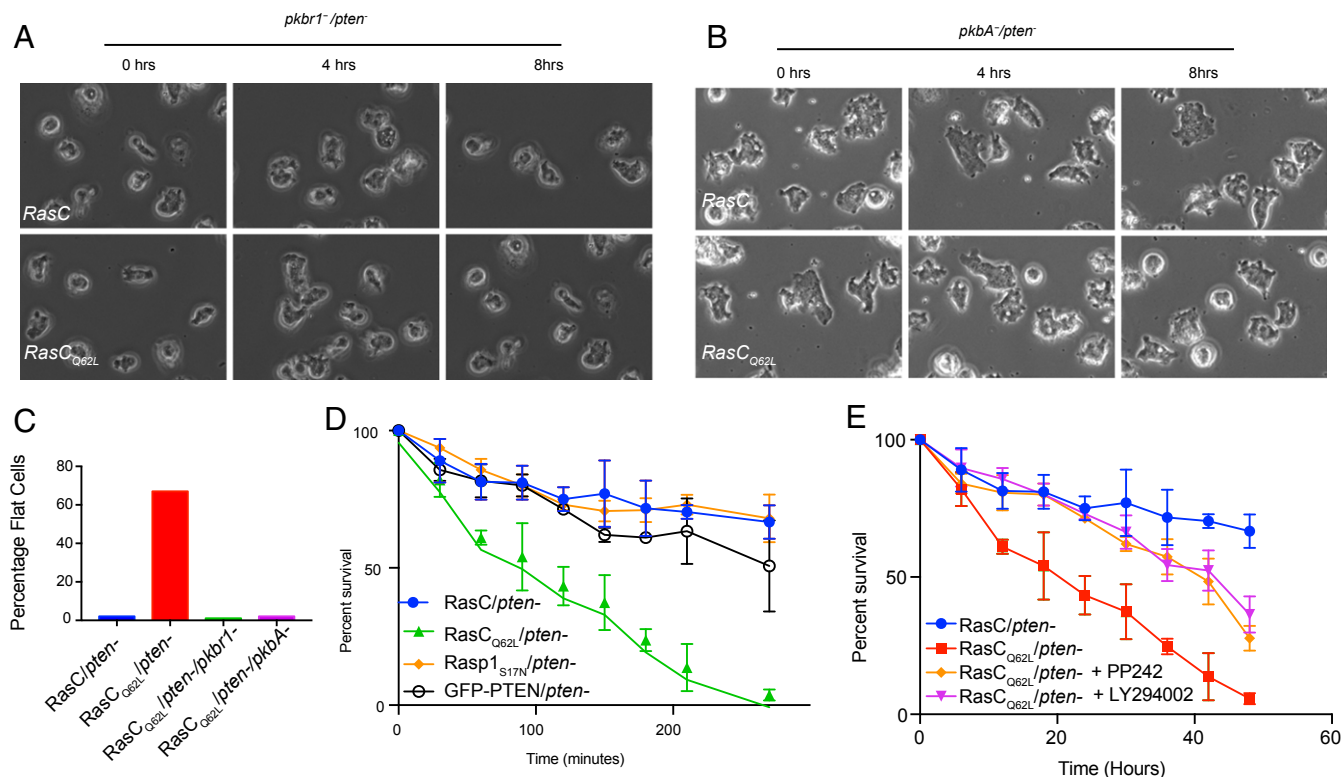 A
pkbr1-/pten-
0 hrs
4 hrs
8hrs
RasC
RasCQ62L
B
pkbA-/pten-
0 hrs
4 hrs
8hrs
RasC
RasCQ62L
C
Percentage Flat Cells
80
60
40
20
0
RasC/pten-
RasCQ62L/pten-
RasCQ62L/pten-/pkbr1-
RasCQ62L/pten-/pkbA-
D
Percent survival
100
50
0
0
100
200
Time (minutes)
RasC/pten-
RasCQ62L/pten-
Rasp1S17N/pten-
GFP-PTEN/pten-
E
Percent survival
100
50
0
0
20
40
60
Time (Hours)
RasC/pten-
RasCQ62L/pten-
RasCQ62L/pten- + PP242
RasCQ62L/pten- + LY294002